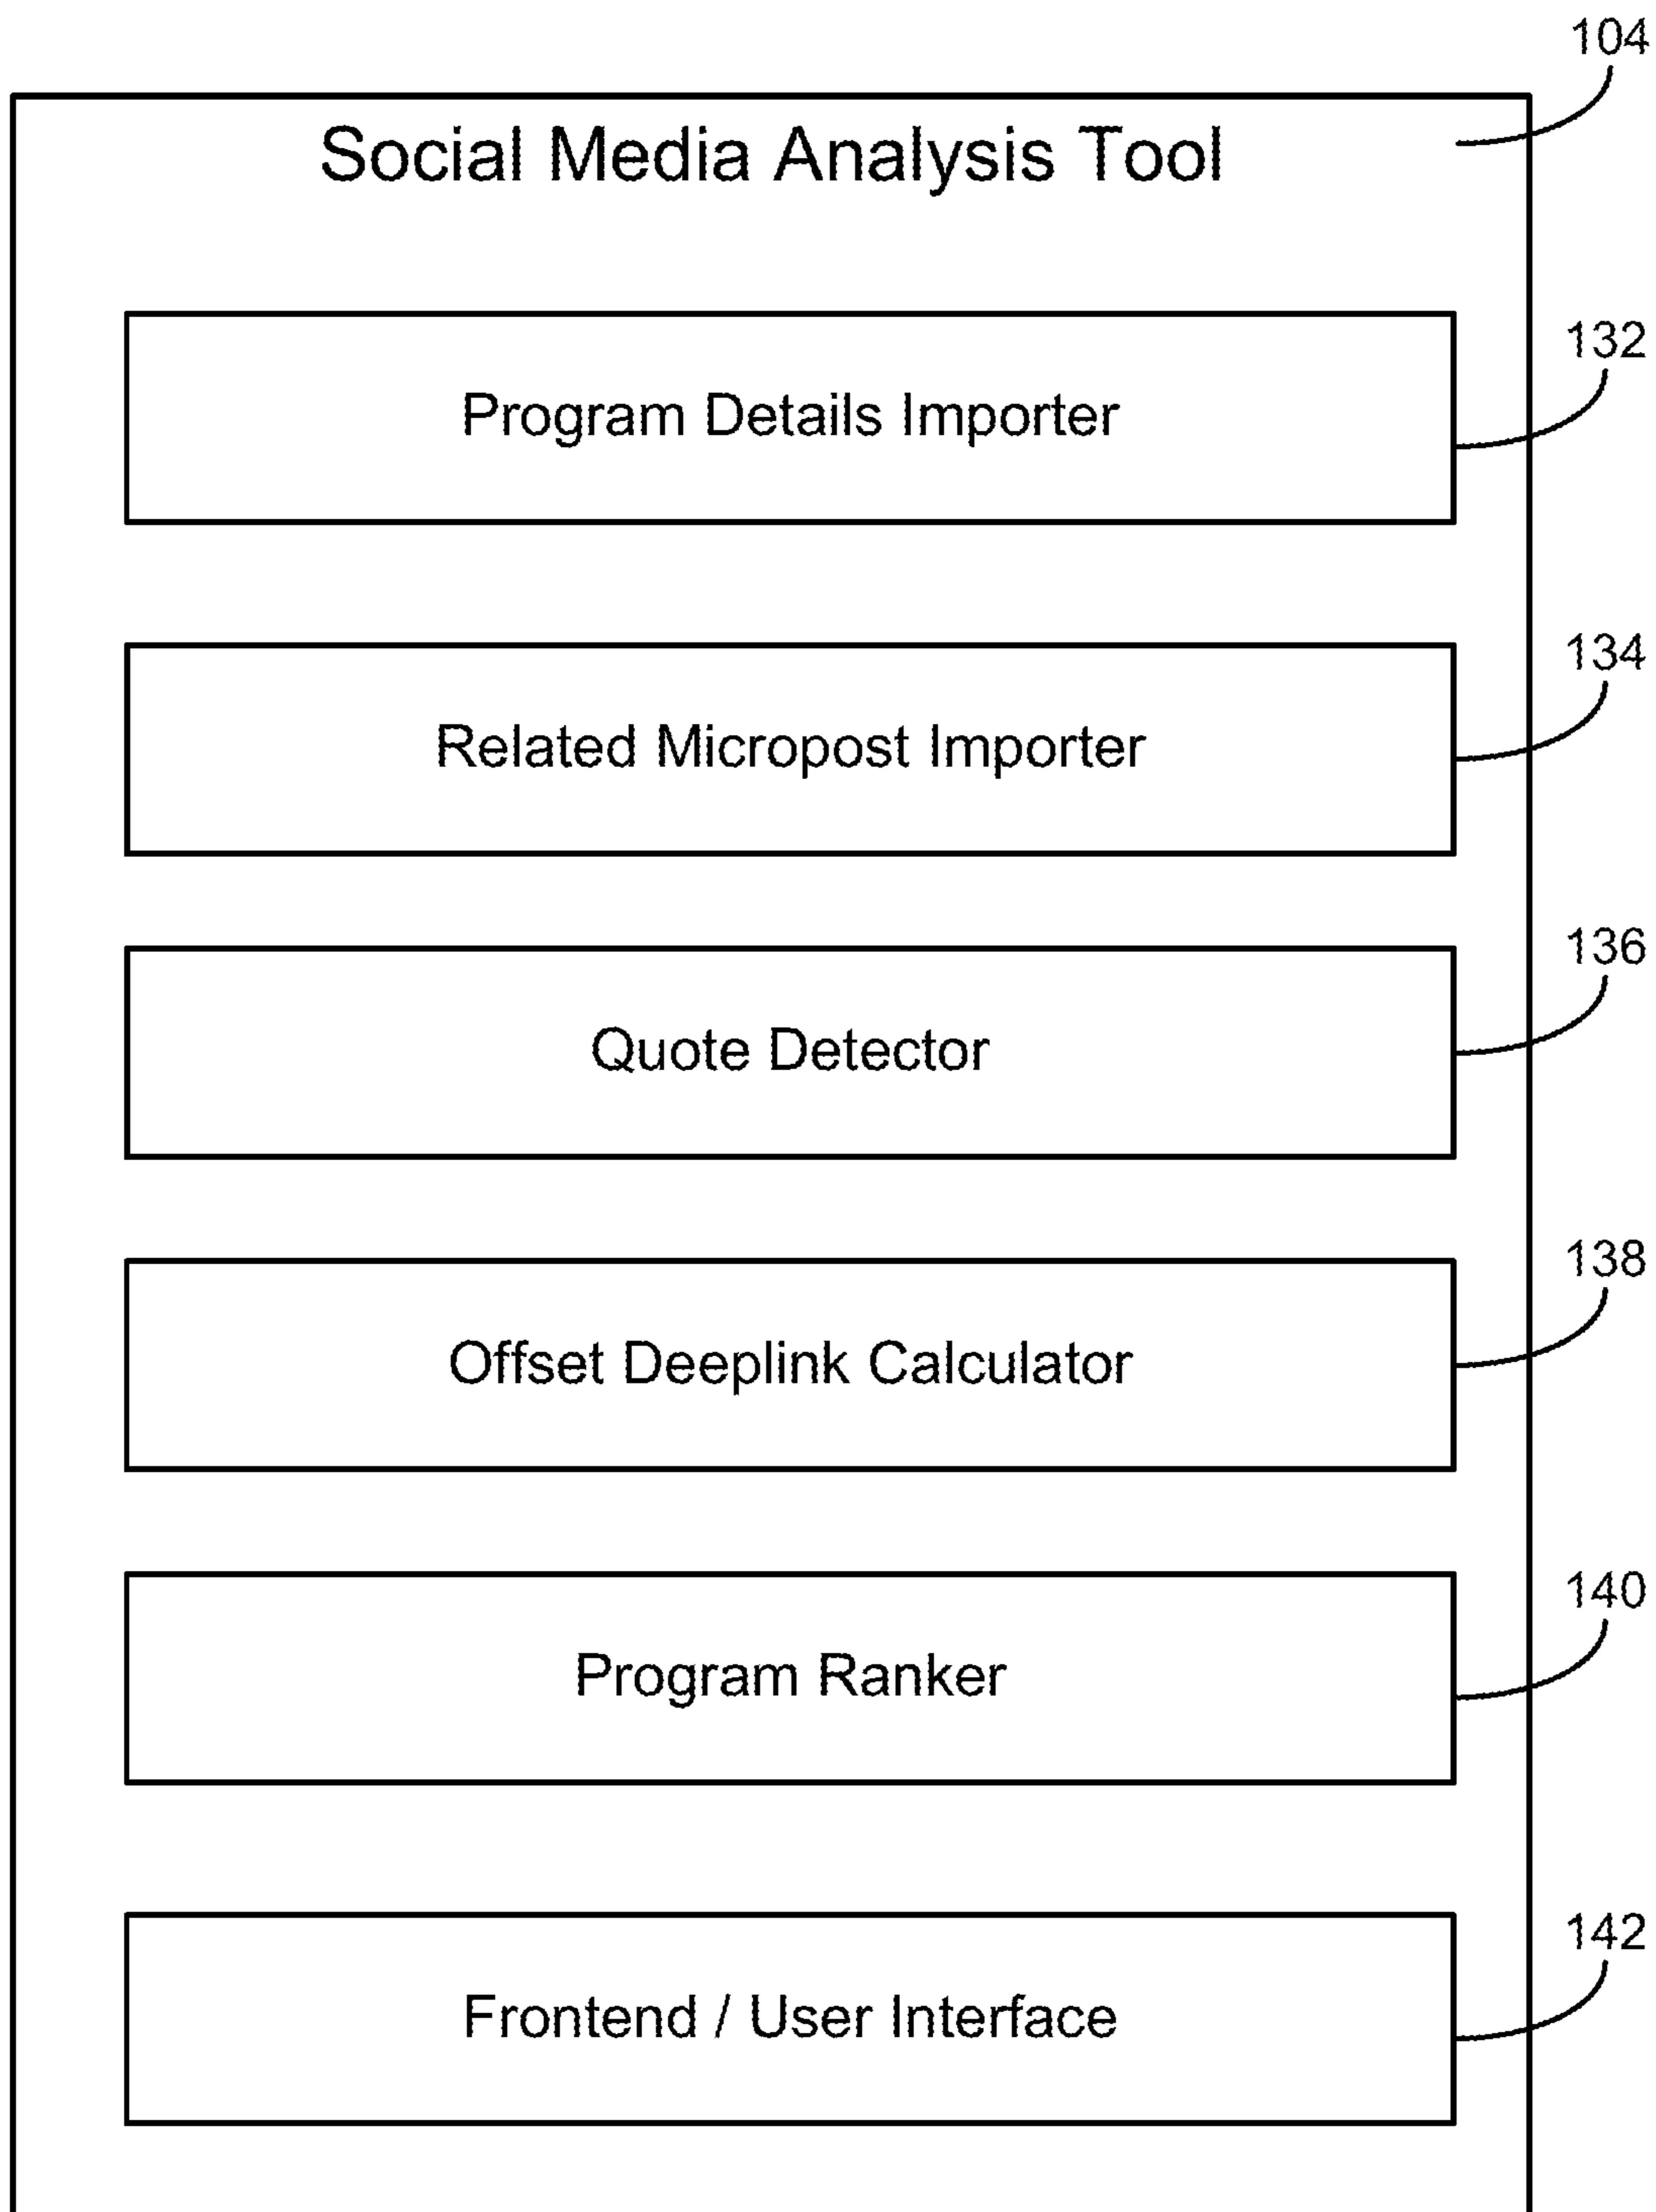 104
Social Media Analysis Tool
132
Program Details Importer
134
Related Micropost Importer
136
Quote Detector
138
Offset Deeplink Calculator
140
Program Ranker
142
Frontend / User Interface